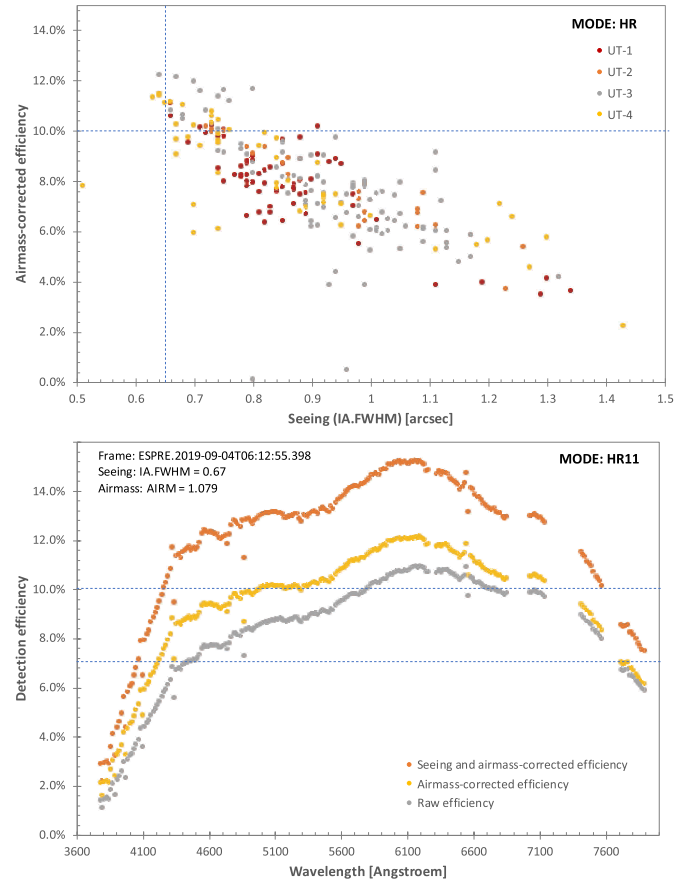 MODE: HR
UT-1
UT-2
UT-3
UT-4
14.0%
12.0%
10.0%
8.0%
6.0%
4.0%
2.0%
0.0%
Airmass-corrected efficiency
0.5 0.6 0.7 0.8 0.9 1 1.1 1.2 1.3 1.4 1.5
Seeing (IA.FWHM) [arcsec]
Frame: ESPRE.2019-09-04T06:12:55.398
Seeing: IA.FWHM = 0.67
Airmass: AIRM = 1.079
MODE: HR11
14.0%
12.0%
10.0%
8.0%
6.0%
4.0%
2.0%
0.0%
Detection efficiency
Seeing and airmass-corrected efficiency
Airmass-corrected efficiency
Raw efficiency
3600 4100 4600 5100 5600 6100 6600 7100 7600
Wavelength [Angstroem]